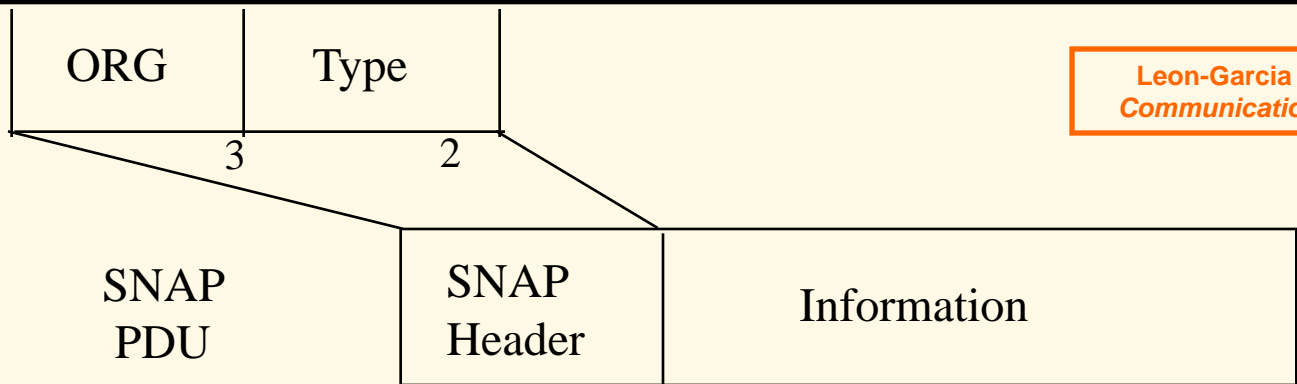 ORG Type
Leon-Garcia
3 2
SNAP
PDU
SNAP
Header
Information